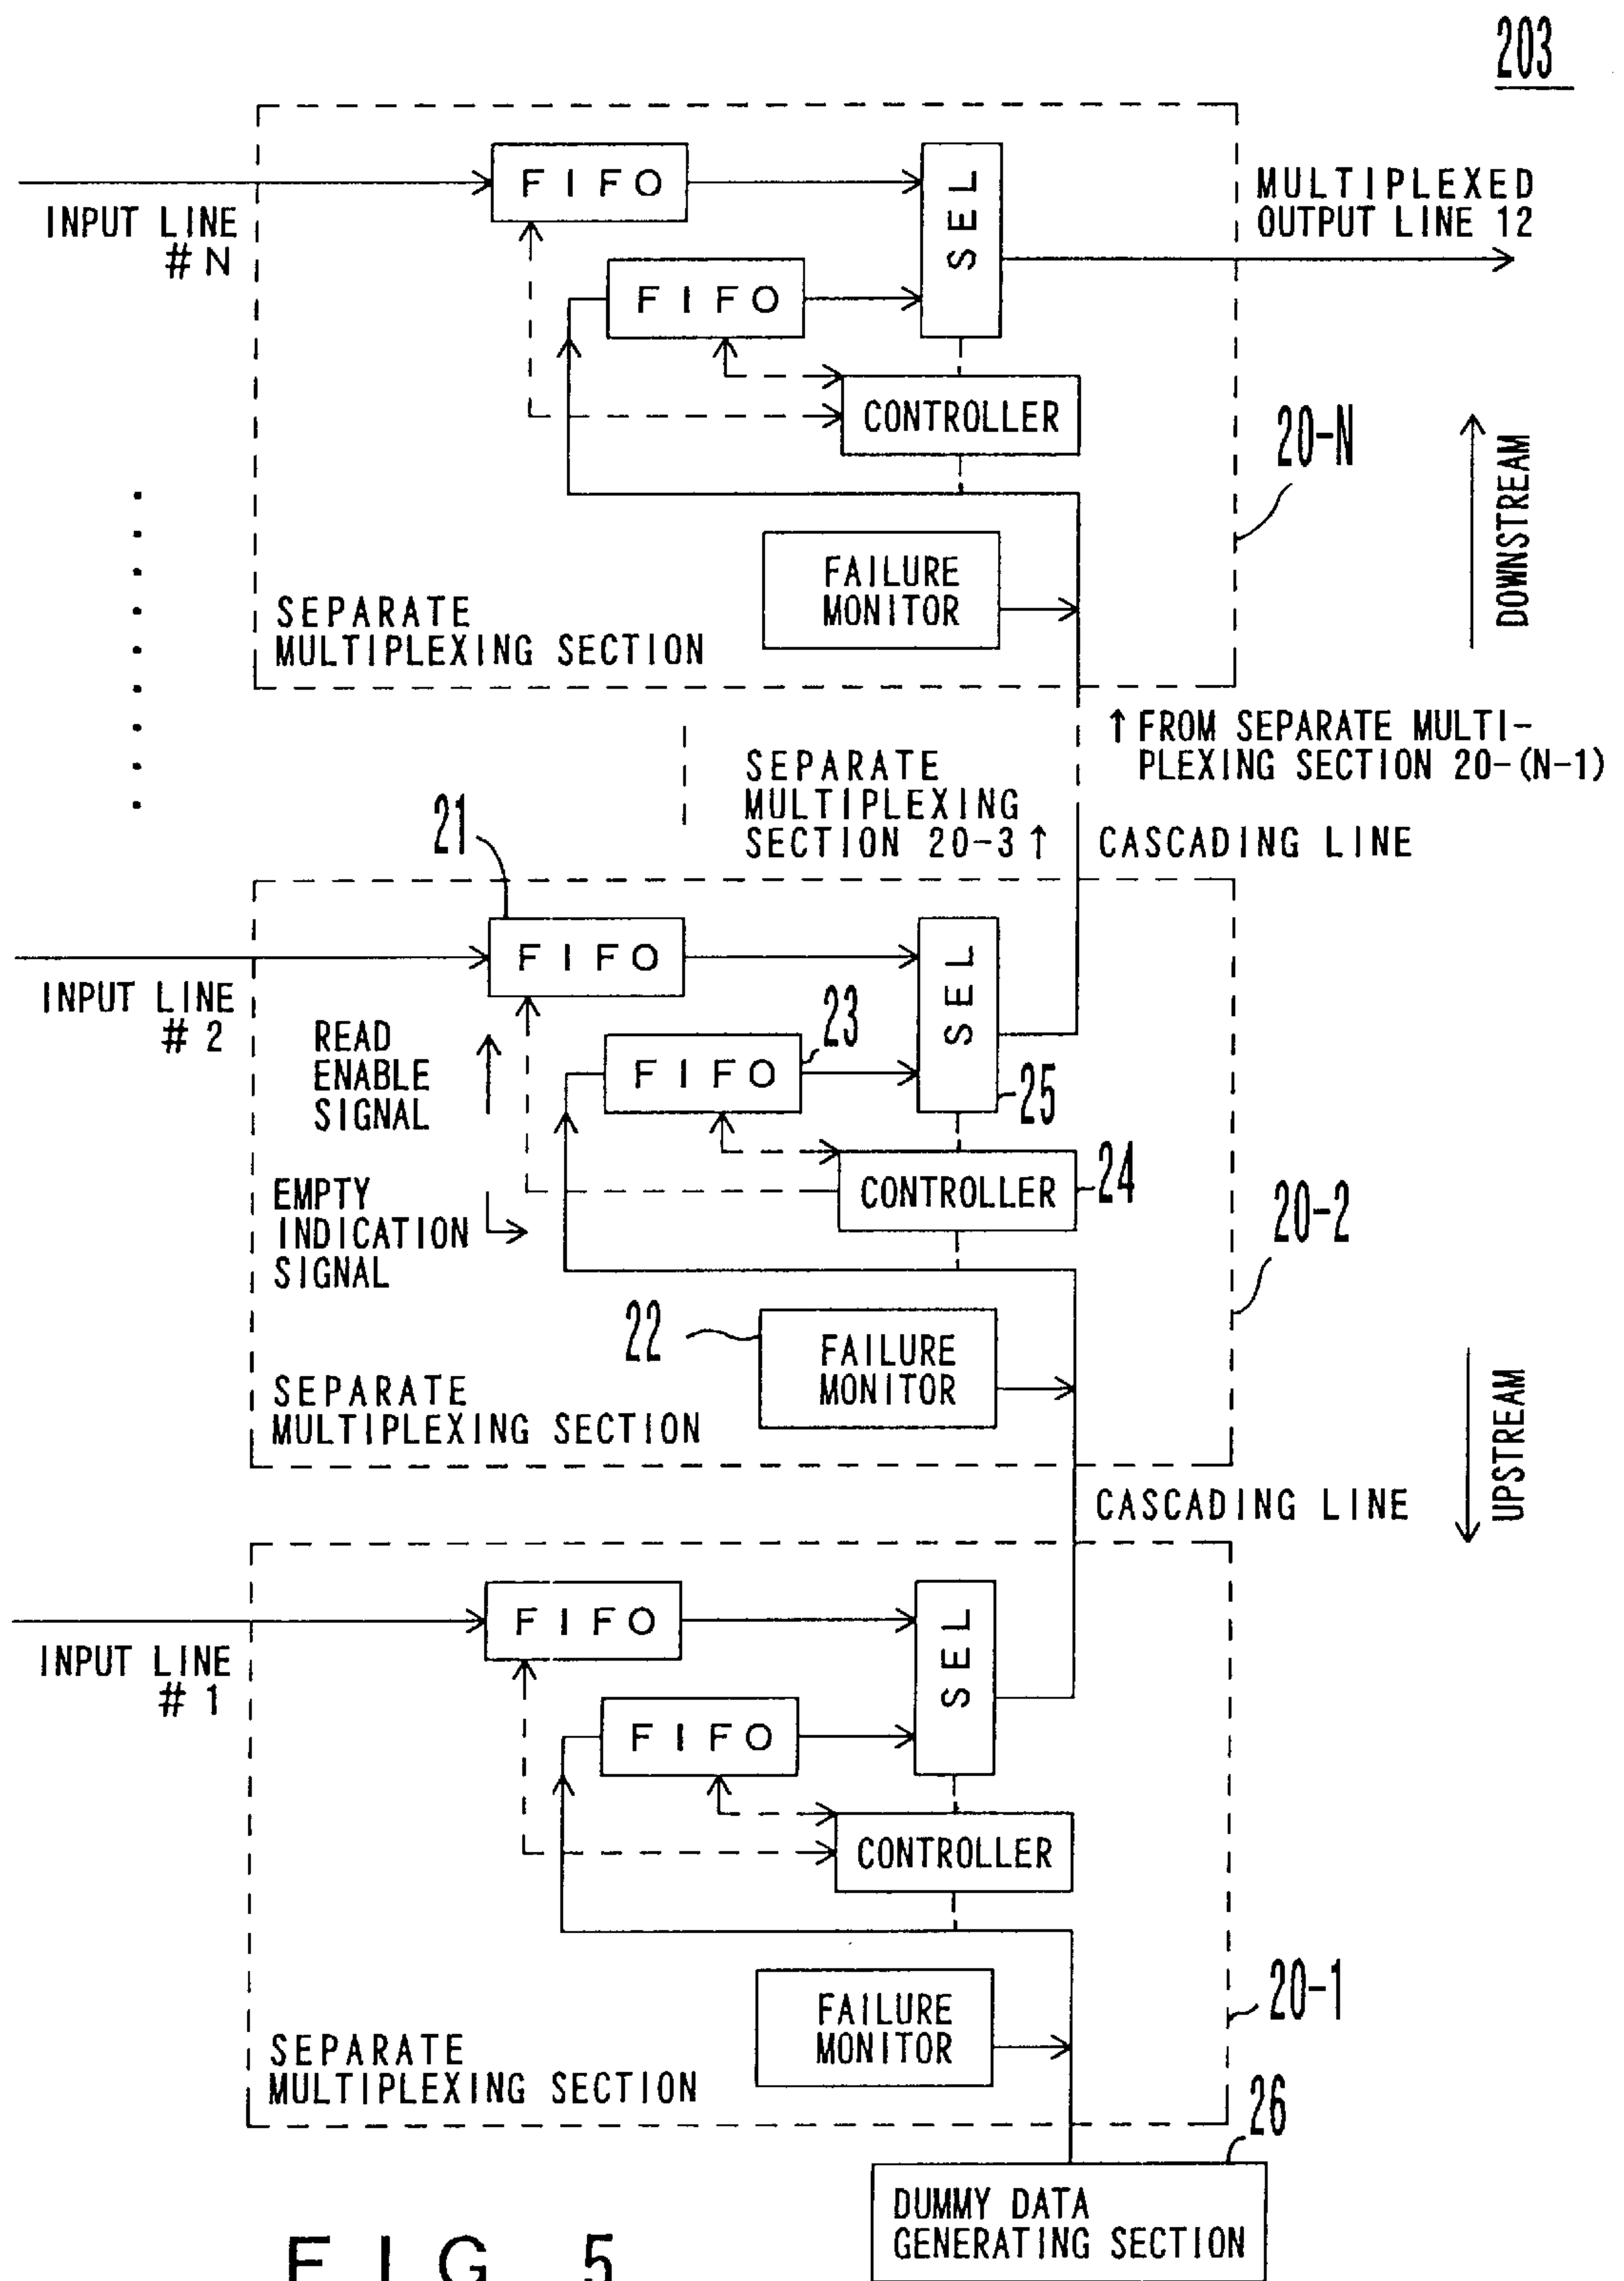 203
FIFO
SEL
MULTIPLEXED
OUTPUT LINE 12
INPUT LINE
# N
FIFO
CONTROLLER
20-N
DOWNSTREAM
FAILURE
MONITOR
SEPARATE
MULTIPLEXING SECTION
↑ FROM SEPARATE MULTI-
PLEXING SECTION 20-(N-1)
SEPARATE
MULTIPLEXING
SECTION 20-3 ↑
CASCADING LINE
21
FIFO
SEL
INPUT LINE
# 2
READ
ENABLE
SIGNAL
23
FIFO
25
EMPTY
INDICATION
SIGNAL
CONTROLLER
24
20-2
22
FAILURE
MONITOR
SEPARATE
MULTIPLEXING SECTION
UPSTREAM
CASCADING LINE
FIFO
SEL
INPUT LINE
# 1
FIFO
CONTROLLER
20-1
FAILURE
MONITOR
SEPARATE
MULTIPLEXING SECTION
26
DUMMY DATA
GENERATING SECTION
FIG 5